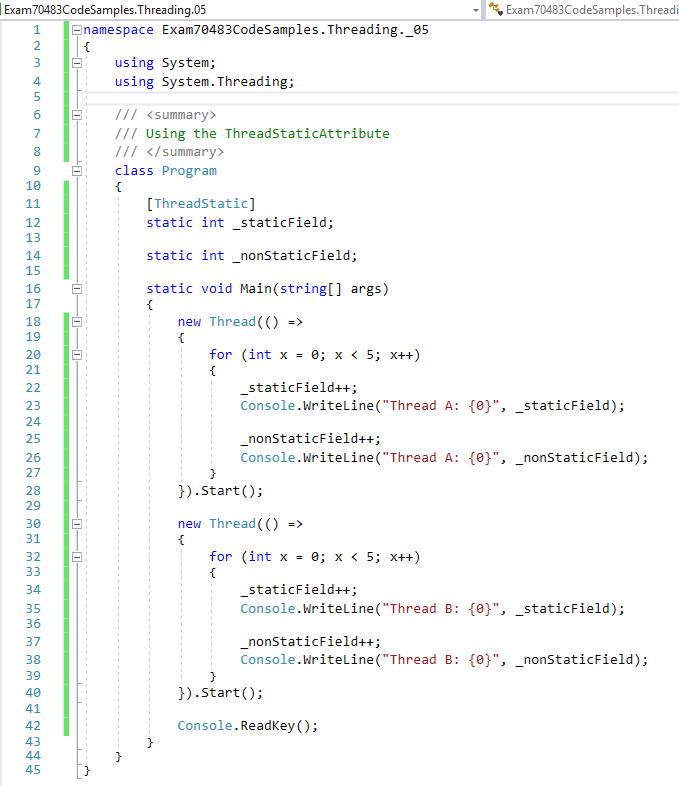 Exam70483CodeSamples.Threading.05 Exam70483CodeSamples.Threadi
1 namespace Exam70483CodeSamples.Threading._05
2 {
3     using System;
4     using System.Threading;
5
6     /// <summary>
7     /// Using the ThreadStaticAttribute
8     /// </summary>
9     class Program
10     {
11         [ThreadStatic]
12         static int _staticField;
13
14         static int _nonStaticField;
15
16         static void Main(string[] args)
17         {
18             new Thread(() =>
19             {
20                 for (int x = 0; x < 5; x++)
21                 {
22                     _staticField++;
23                     Console.WriteLine("Thread A: {0}", _staticField);
24
25                     _nonStaticField++;
26                     Console.WriteLine("Thread A: {0}", _nonStaticField);
27                 }
28             }).Start();
29
30             new Thread(() =>
31             {
32                 for (int x = 0; x < 5; x++)
33                 {
34                     _staticField++;
35                     Console.WriteLine("Thread B: {0}", _staticField);
36
37                     _nonStaticField++;
38                     Console.WriteLine("Thread B: {0}", _nonStaticField);
39                 }
40             }).Start();
41
42             Console.ReadKey();
43         }
44     }
45 }